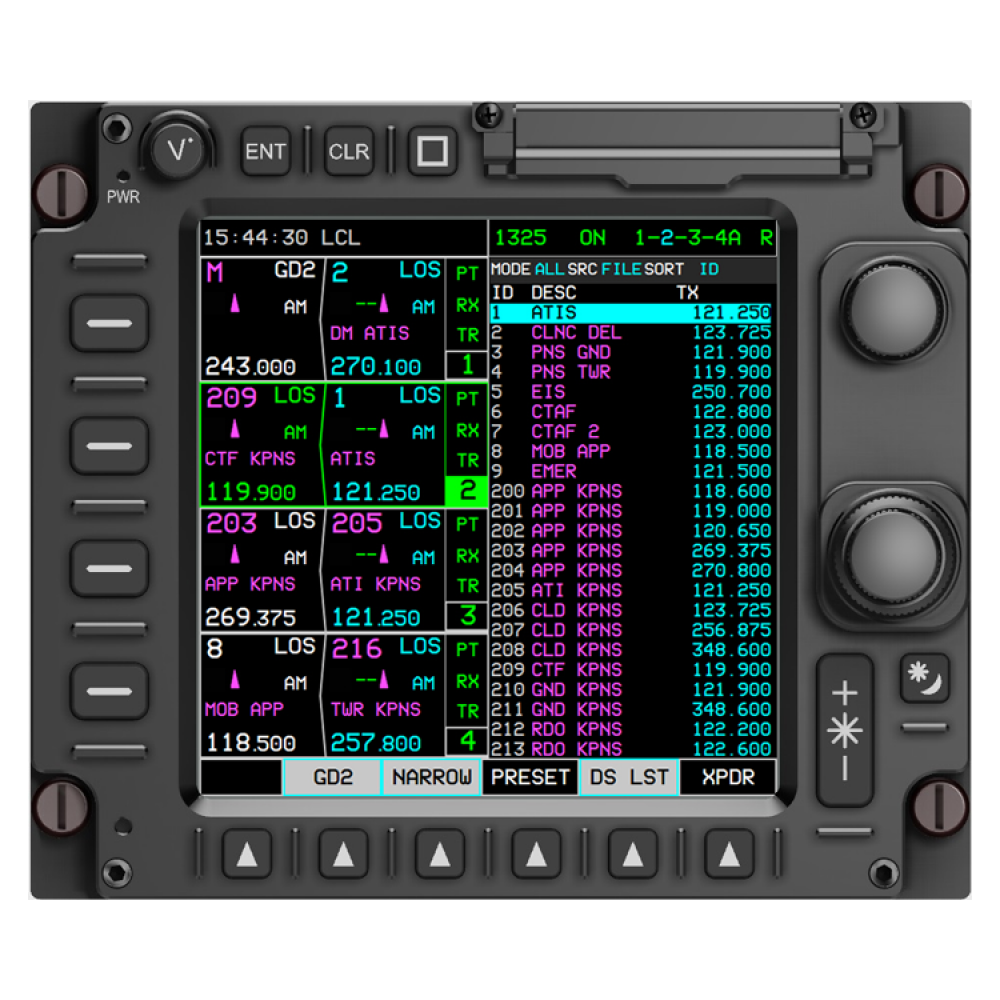 V
ENT CLR
PWR
15:44:30 LCL
1325 ON 1-2-3-4A R
M GD2 2 LOS PT
AM -- AM RX
DM ATIS TR
243.000 270.100 1
209 LOS 1 LOS PT
AM -- AM RX
CTF KPNS ATIS TR
119.900 121.250 2
203 LOS 205 LOS PT
AM -- AM RX
APP KPNS ATI KPNS TR
269.375 121.250 3
8 LOS 216 LOS PT
AM -- AM RX
MOB APP TWR KPNS TR
118.500 257.800 4
MODE ALL SRC FILE SORT ID
ID DESC TX
1 ATIS 121.250
2 CLNC DEL 123.725
3 PNS GND 121.900
4 PNS TWR 119.900
5 EIS 250.700
6 CTAF 122.800
7 CTAF 2 123.000
8 MOB APP 118.500
9 EMER 121.500
200 APP KPNS 118.600
201 APP KPNS 119.000
202 APP KPNS 120.650
203 APP KPNS 269.375
204 APP KPNS 270.800
205 ATI KPNS 121.250
206 CLD KPNS 123.725
207 CLD KPNS 256.875
208 CLD KPNS 348.600
209 CTF KPNS 119.900
210 GND KPNS 121.900
211 GND KPNS 348.600
212 RDO KPNS 122.200
213 RDO KPNS 122.600
GD2 NARROW PRESET DS LST XPDR
+
-